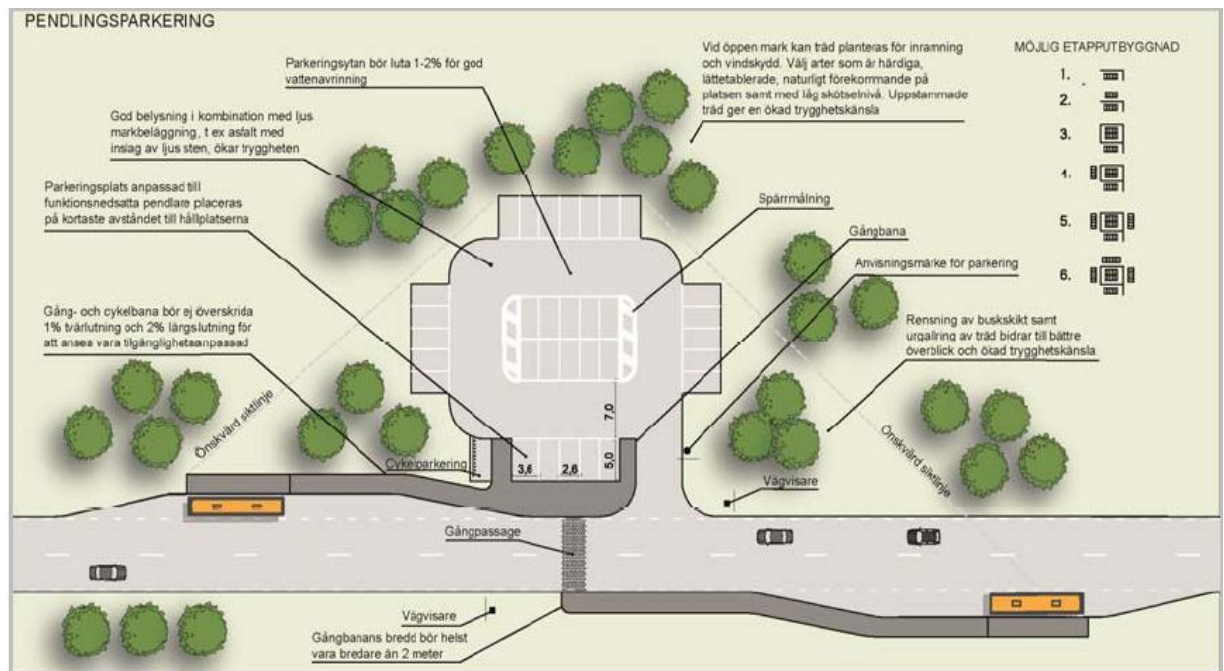 PENDLINGSPARKERING
Parkeringsytan bör luta 1-2% för god
vattenavrinning
God belysning i kombination med ljus
markbeläggning, t ex asfalt med
inslag av ljus sten, ökar tryggheten
Parkeringsplats anpassad till
funktionsnedsatta pendlare placeras
på kortaste avståndet till hållplatserna
Gång- och cykelbana bör ej överskrida
1% tvärlutning och 2% längslutning för
att anses vara tilgänglighetsanpassad
Vid öppen mark kan träd planteras för inramning
och vindskydd. Välj arter som är härdiga,
lättetablerade, naturligt förekommande på
platsen samt med låg skötselnivå. Uppstammade
träd ger en ökad trygghetskänsla
MÖJLIG ETAPPUTBYGGNAD
1.
2.
3.
4.
5.
6.
Spärrmålning
Gångbana
Anvisningsmärke för parkering
Rensning av buskskikt samt
urgallring av träd bidrar till bättre
överblick och ökad trygghetskänsla
Önskvärd siktlinje
Önskvärd siktlinje
7,0
5,0
3,6
2,6
Cykelparkering
Vägvisare
Gångpassage
Vägvisare
Gångbanans bredd bör helst
vara bredare än 2 meter